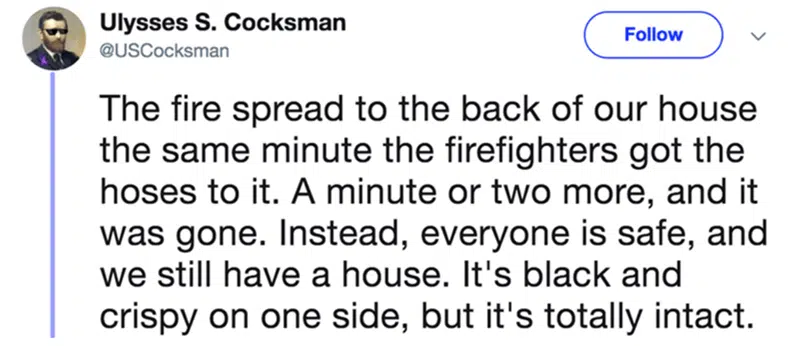 Ulysses S. Cocksman
@USCocksman
Follow
The fire spread to the back of our house
the same minute the firefighters got the
hoses to it. A minute or two more, and it
was gone. Instead, everyone is safe, and
we still have a house. It's black and
crispy on one side, but it's totally intact.